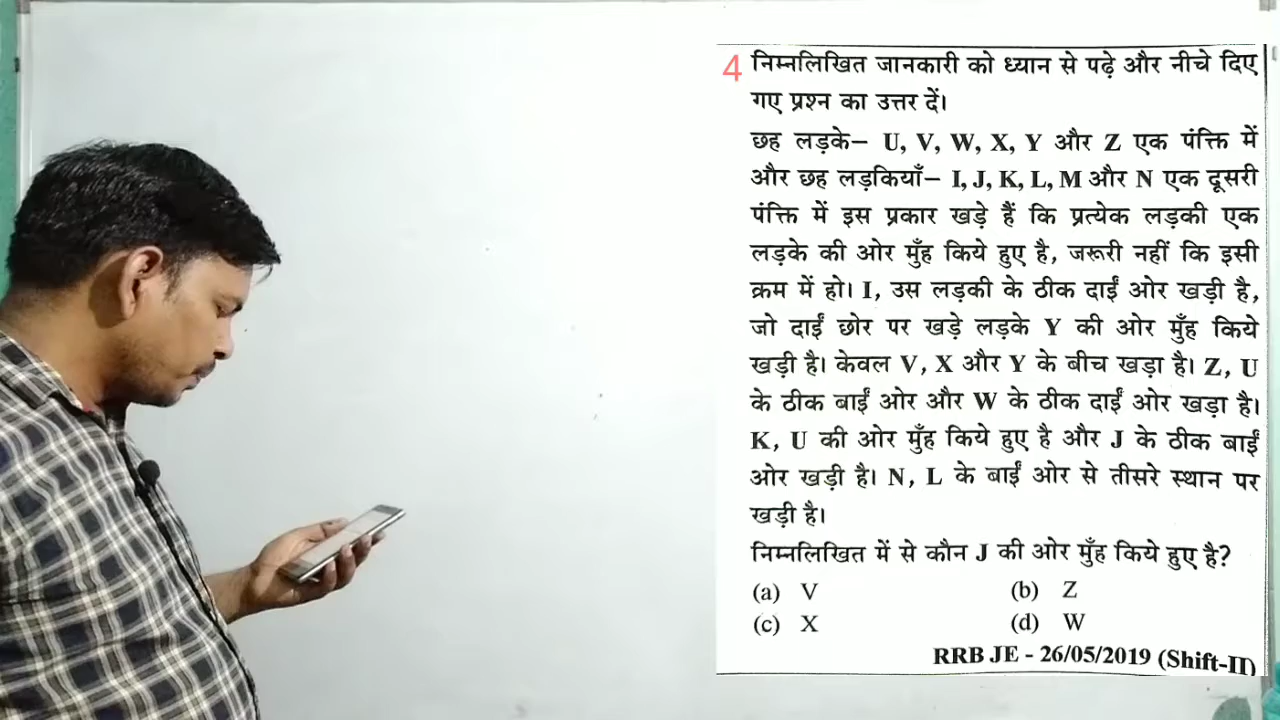 4 निम्नलिखित जानकारी को ध्यान से पढ़े और नीचे दिए
गए प्रश्न का उत्तर दें।
छह लड़के– U, V, W, X, Y और Z एक पंक्ति में
और छह लड़कियाँ– I, J, K, L, M और N एक दूसरी
पंक्ति में इस प्रकार खड़े हैं कि प्रत्येक लड़की एक
लड़के की ओर मुँह किये हुए है, जरूरी नहीं कि इसी
क्रम में हो। I, उस लड़की के ठीक दाईं ओर खड़ी है,
जो दाईं छोर पर खड़े लड़के Y की ओर मुँह किये
खड़ी है। केवल V, X और Y के बीच खड़ा है। Z, U
के ठीक बाईं ओर और W के ठीक दाईं ओर खड़ा है।
K, U की ओर मुँह किये हुए है और J के ठीक बाईं
ओर खड़ी है। N, L के बाईं ओर से तीसरे स्थान पर
खड़ी है।
निम्नलिखित में से कौन J की ओर मुँह किये हुए है?
(a) V (b) Z
(c) X (d) W
RRB JE - 26/05/2019 (Shift-II)